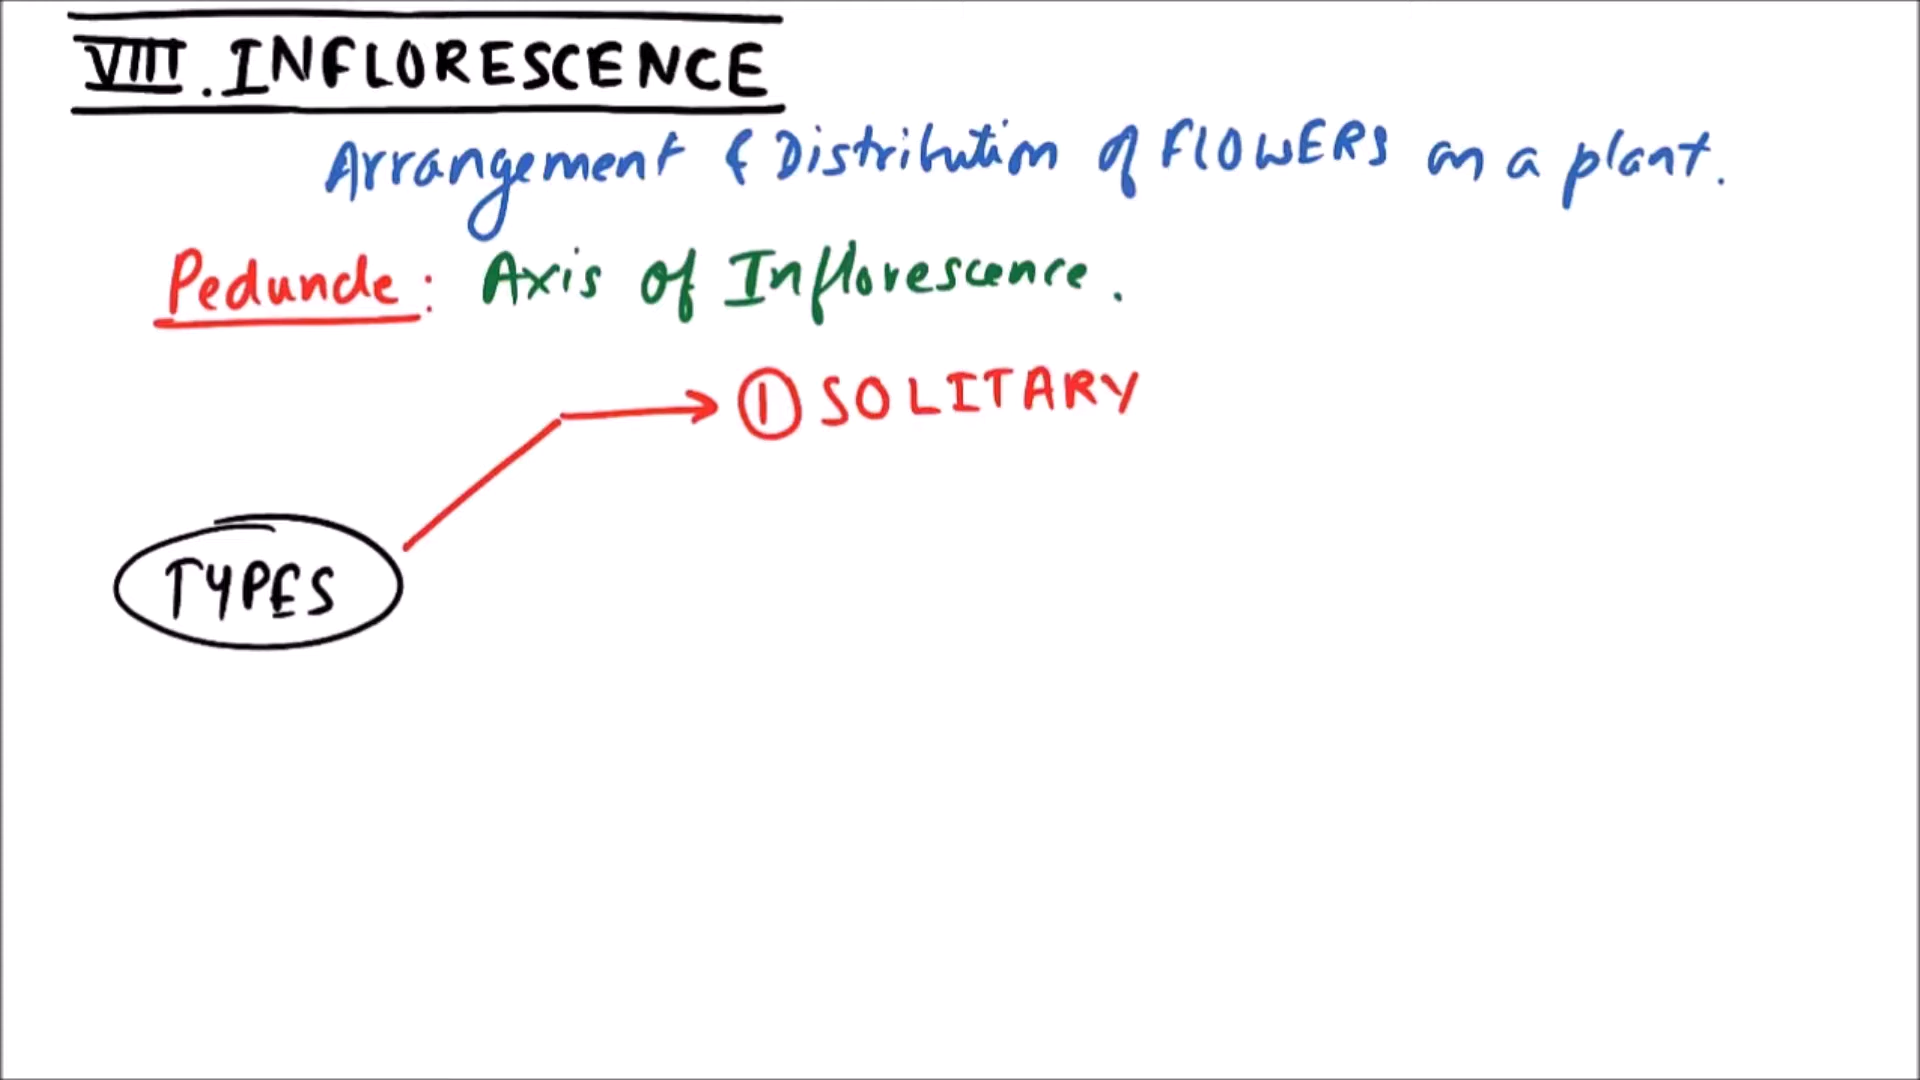 VIII. INFLORESCENCE
Arrangement & Distribution of FLOWERS on a plant.
Peduncle: Axis of Inflorescence.
① SOLITARY
TYPES